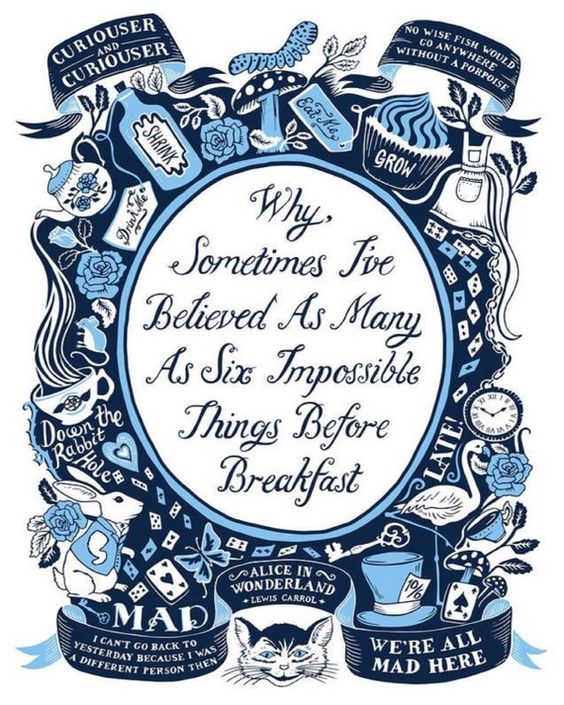 CURIOUSER
AND
CURIOUSER
NO WISE FISH WOULD
GO ANYWHERE
WITHOUT A PORPOISE
Eat Me
SHRINK
GROW
Drink Me
Why,
Sometimes I've
Believed As Many
As Six Impossible
Things Before
Breakfast
Down the
Rabbit
Hole
LATE
10/6
ALICE IN
WONDERLAND
LEWIS CARROL
MAD
I CAN'T GO BACK TO
YESTERDAY BECAUSE I WAS
A DIFFERENT PERSON THEN
WE'RE ALL
MAD HERE